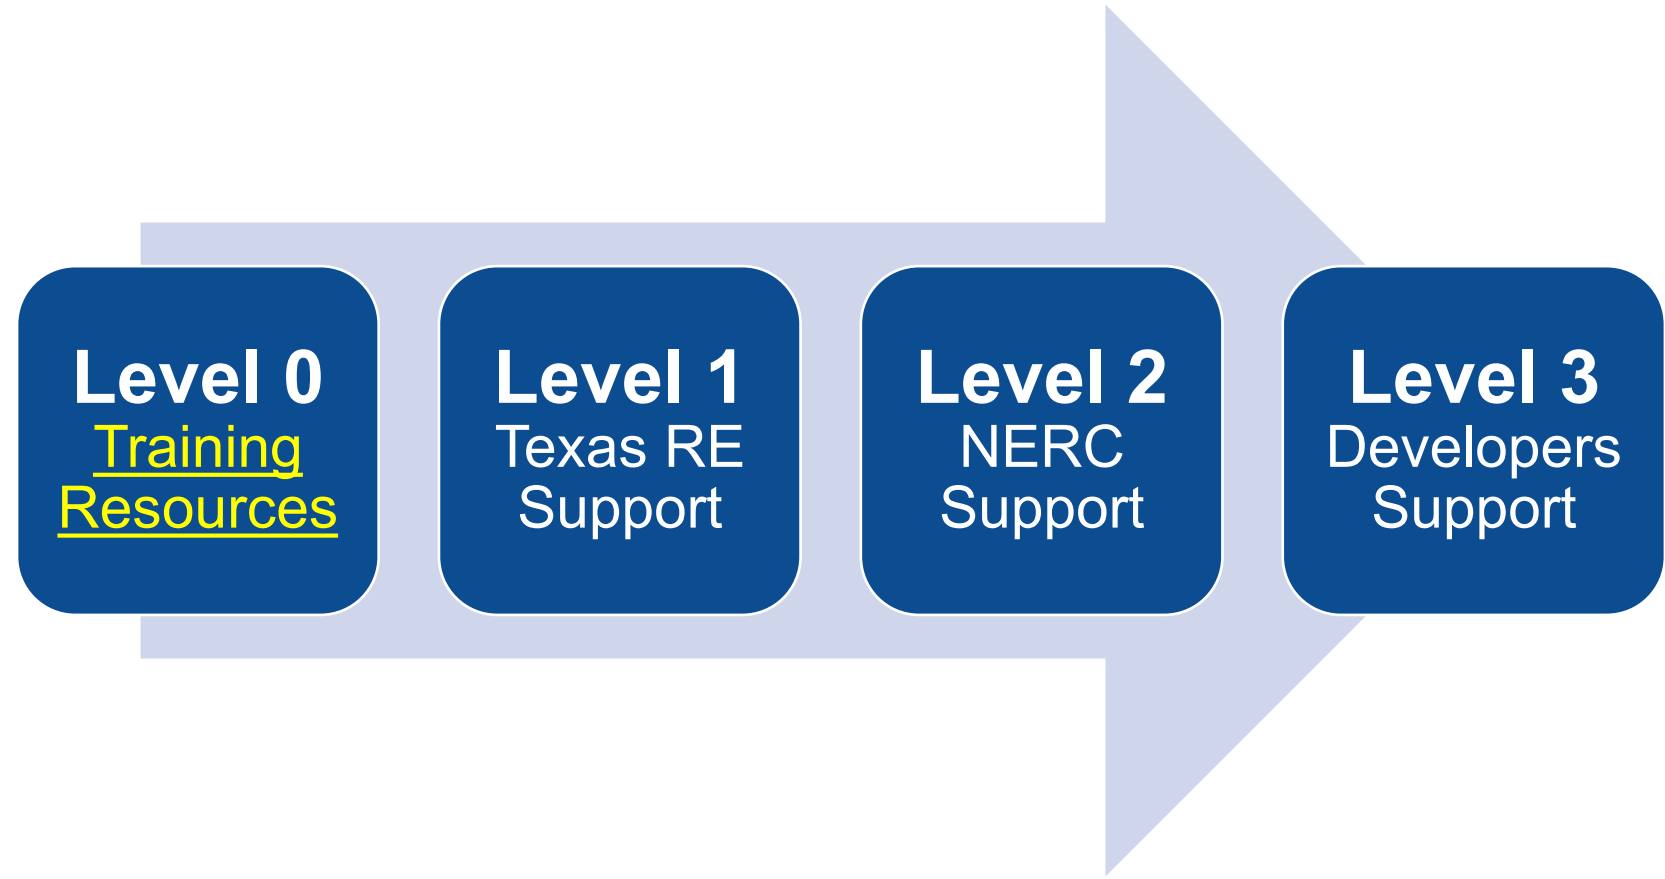 Level 0
Training
Resources
Level 1
Texas RE
Support
Level 2
NERC
Support
Level 3
Developers
Support